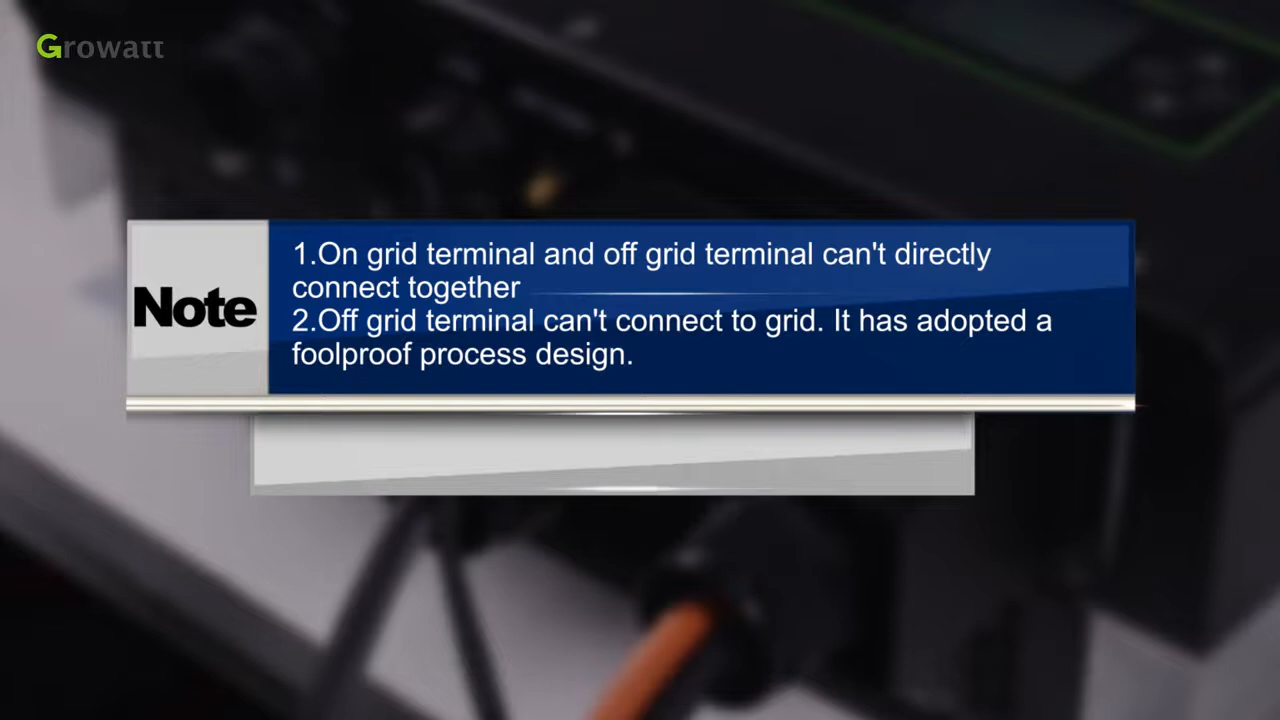 Growatt
Note
1.On grid terminal and off grid terminal can't directly
connect together
2.Off grid terminal can't connect to grid. It has adopted a
foolproof process design.